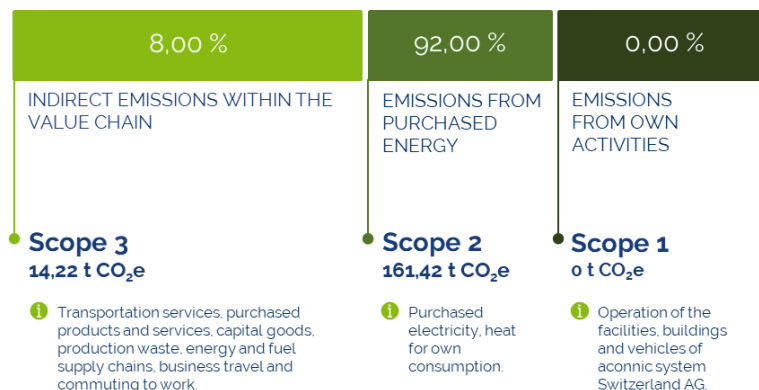 8,00 %
92,00 %
0,00 %
INDIRECT EMISSIONS WITHIN THE
VALUE CHAIN
EMISSIONS FROM
PURCHASED
ENERGY
EMISSIONS
FROM OWN
ACTIVITIES
Scope 3
14,22 t CO₂e
Scope 2
161,42 t CO₂e
Scope 1
0 t CO₂e
i Transportation services, purchased
products and services, capital goods,
production waste, energy and fuel
supply chains, business travel and
commuting to work.
i Purchased
electricity, heat
for own
consumption.
i Operation of the
facilities, buildings
and vehicles of
aconnic system
Switzerland AG.